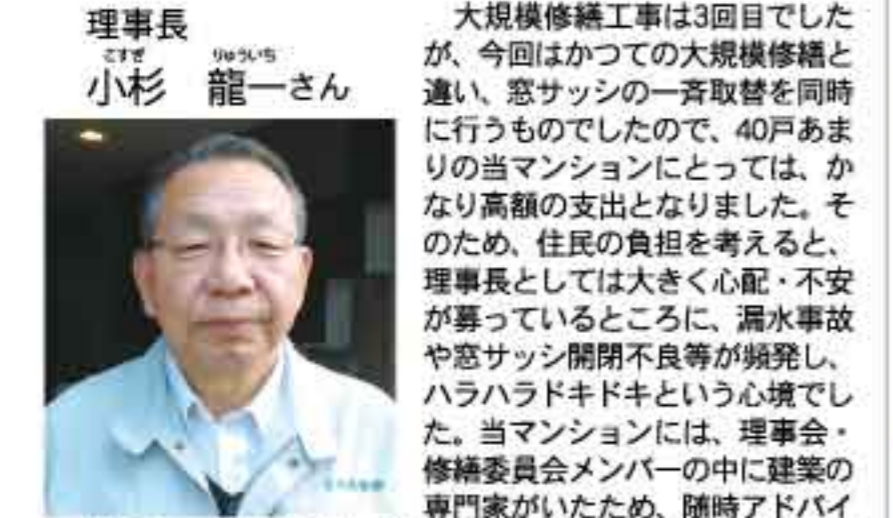 理事長
こすぎ りゅういち
小杉 龍一さん
大規模修繕工事は3回目でした
が、今回はかつての大規模修繕と
違い、窓サッシの一斉取替を同時
に行うものでしたので、40戸あま
りの当マンションにとっては、か
なり高額の支出となりました。そ
のため、住民の負担を考えると、
理事長としては大きく心配・不安
が募っているところに、漏水事故
や窓サッシ開閉不良等が頻発し、
ハラハラドキドキという心境でし
た。当マンションには、理事会・
修繕委員会メンバーの中に建築の
専門家がいたため、随時アドバイ